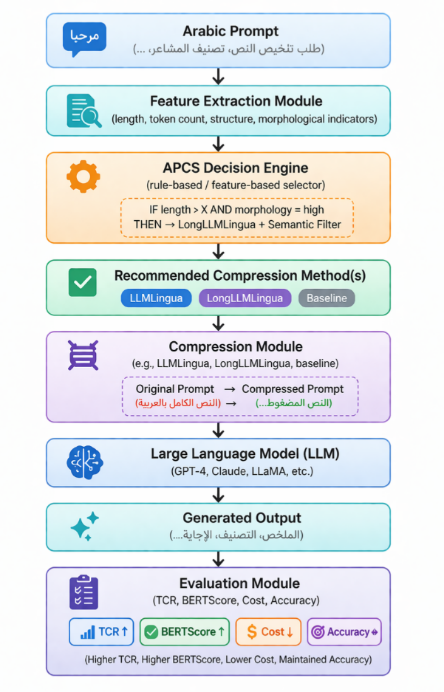 مرحبا
Arabic Prompt
(طلب تلخيص النص، تصنيف المشاعر، ...)
Feature Extraction Module
(length, token count, structure, morphological indicators)
APCS Decision Engine
(rule-based / feature-based selector)
IF length > X AND morphology = high
THEN → LongLLMLingua + Semantic Filter
Recommended Compression Method(s)
LLMLingua LongLLMLingua Baseline
Compression Module
(e.g., LLMLingua, LongLLMLingua, baseline)
Original Prompt → Compressed Prompt
(النص الكامل بالعربية) → (النص المضغوط...)
Large Language Model (LLM)
(GPT-4, Claude, LLaMA, etc.)
Generated Output
(الملخص، التصنيف، الإجابة....)
Evaluation Module
(TCR, BERTScore, Cost, Accuracy)
TCR ↑ BERTScore ↑ $ Cost ↓ Accuracy ↔
(Higher TCR, Higher BERTScore, Lower Cost, Maintained Accuracy)